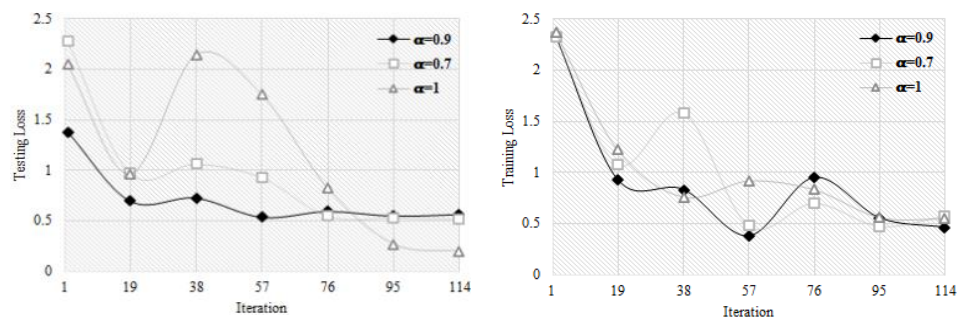 2.5
2
1.5
1
0.5
0
Testing Loss
α=0.9
α=0.7
α=1
1 19 38 57 76 95 114
Iteration
2.5
2
1.5
1
0.5
0
Training Loss
α=0.9
α=0.7
α=1
1 19 38 57 76 95 114
Iteration